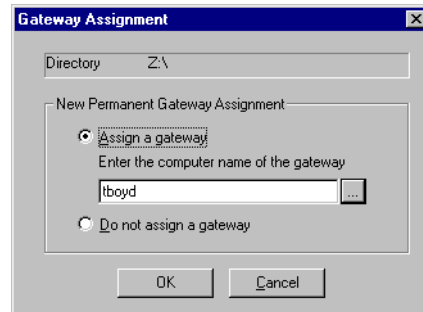 Gateway Assignment
Directory Z:\
New Permanent Gateway Assignment
Assign a gateway
Enter the computer name of the gateway
tboyd
...
Do not assign a gateway
OK Cancel